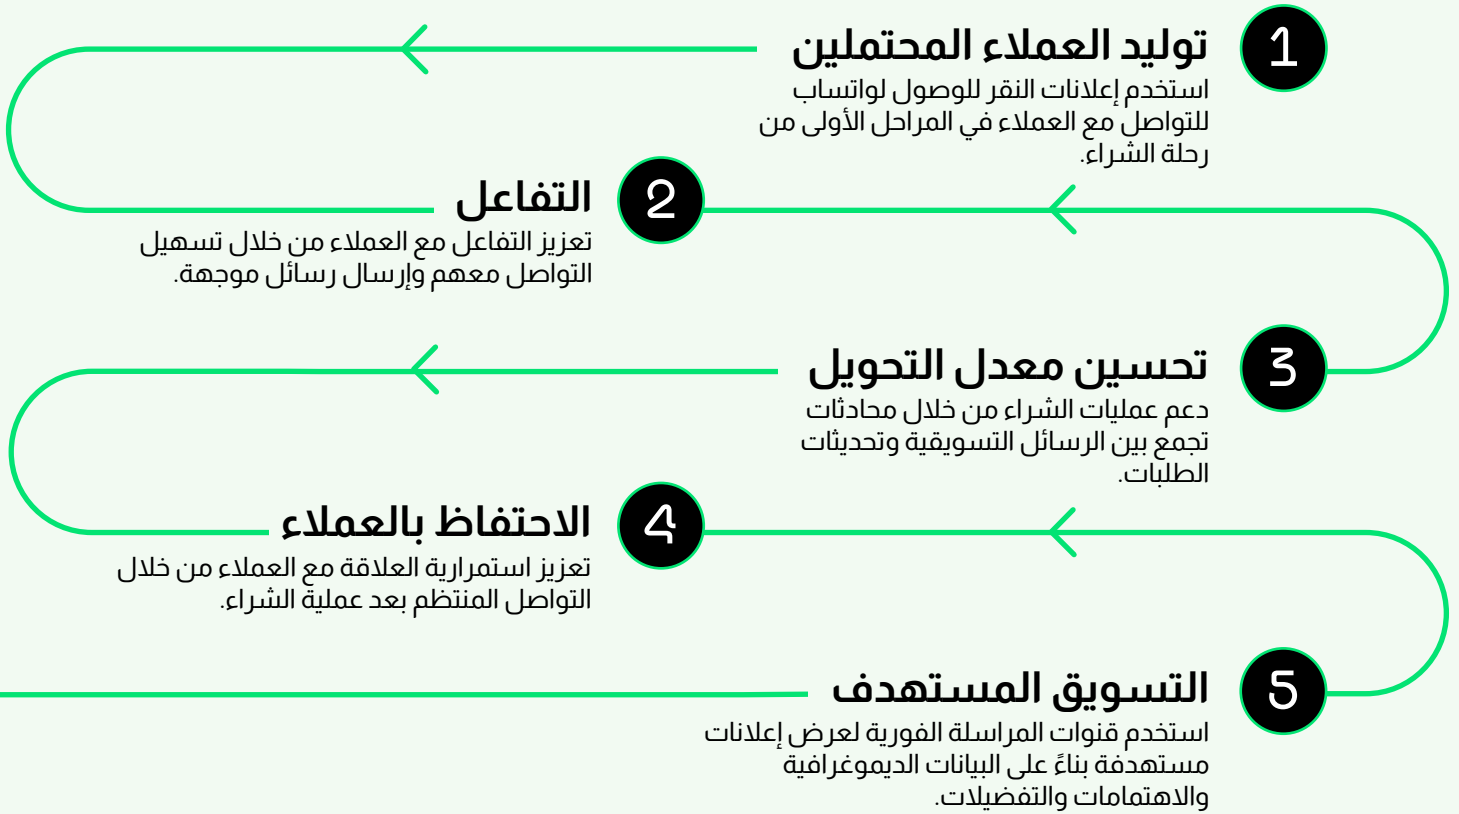 1
توليد العملاء المحتملين
استخدم إعلانات النقر للوصول لواتساب
للتواصل مع العملاء في المراحل الأولى من
رحلة الشراء.
2
التفاعل
تعزيز التفاعل مع العملاء من خلال تسهيل
التواصل معهم وإرسال رسائل موجهة.
3
تحسين معدل التحويل
دعم عمليات الشراء من خلال محادثات
تجمع بين الرسائل التسويقية وتحديثات
الطلبات.
4
الاحتفاظ بالعملاء
تعزيز استمرارية العلاقة مع العملاء من خلال
التواصل المنتظم بعد عملية الشراء.
5
التسويق المستهدف
استخدم قنوات المراسلة الفورية لعرض إعلانات
مستهدفة بناءً على البيانات الديموغرافية
والاهتمامات والتفضيلات.